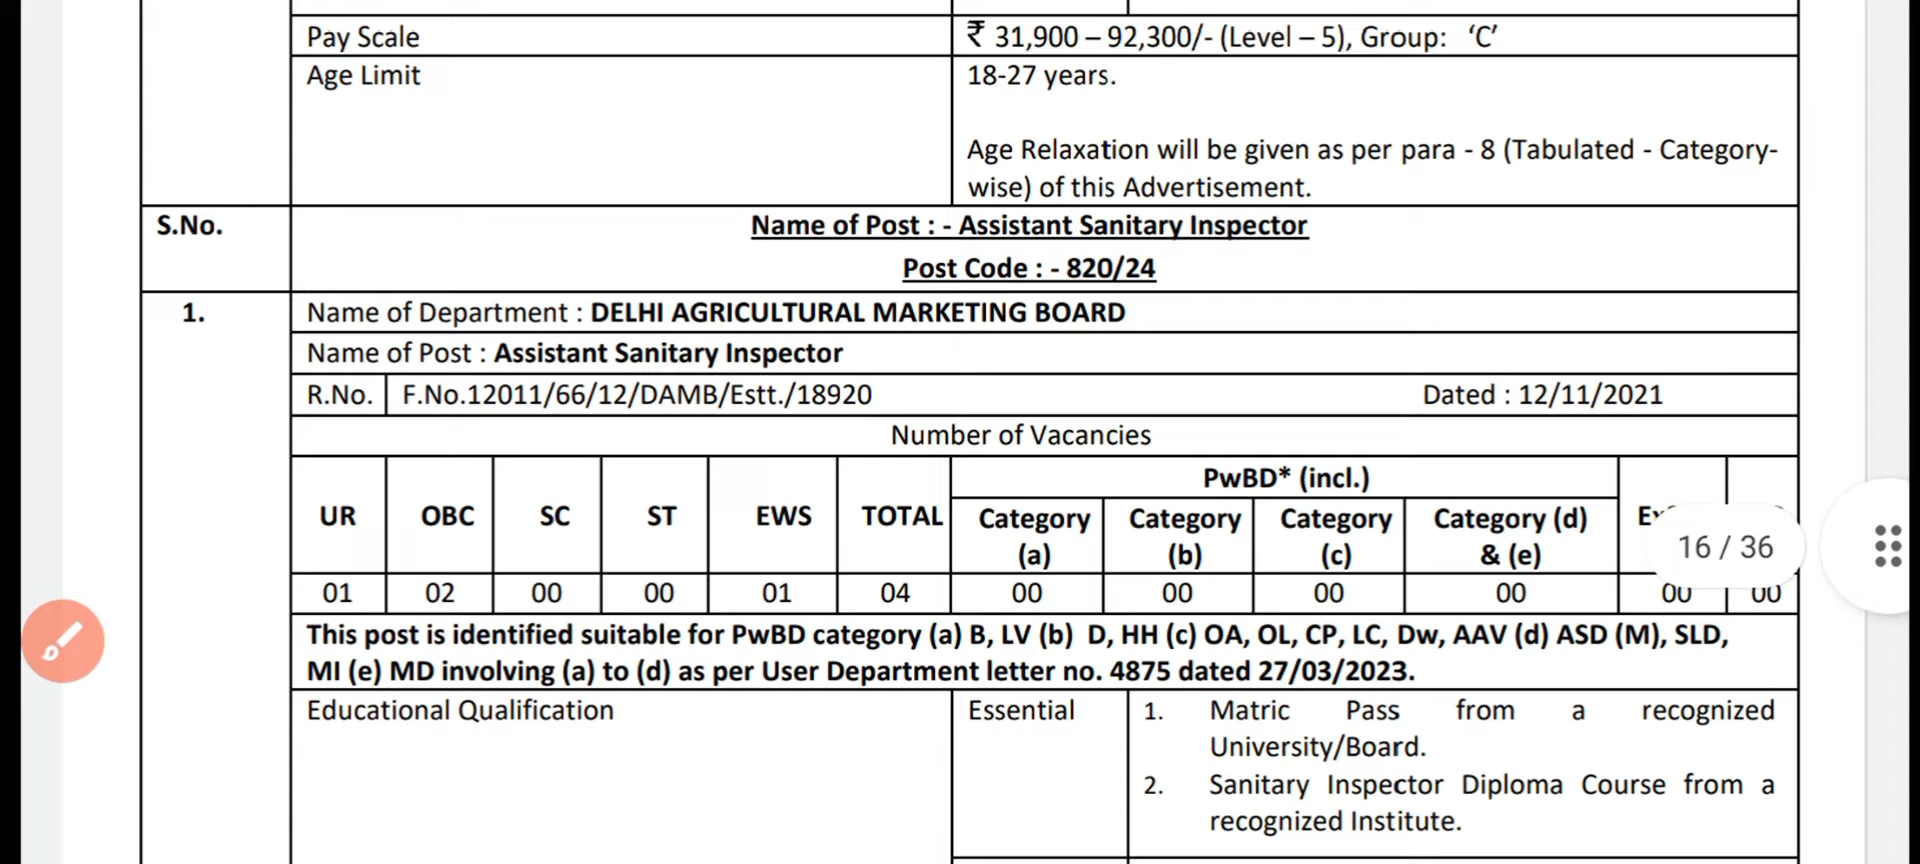 Pay Scale ₹ 31,900 – 92,300/- (Level – 5), Group: ‘C’
Age Limit 18-27 years.
Age Relaxation will be given as per para - 8 (Tabulated - Category-
wise) of this Advertisement.
S.No. Name of Post : - Assistant Sanitary Inspector
Post Code : - 820/24
1. Name of Department : DELHI AGRICULTURAL MARKETING BOARD
Name of Post : Assistant Sanitary Inspector
R.No. F.No.12011/66/12/DAMB/Estt./18920 Dated : 12/11/2021
Number of Vacancies
PwBD* (incl.)
UR OBC SC ST EWS TOTAL Category (a) Category (b) Category (c) Category (d) & (e)
16 / 36
01 02 00 00 01 04 00 00 00 00 00 00
This post is identified suitable for PwBD category (a) B, LV (b) D, HH (c) OA, OL, CP, LC, Dw, AAV (d) ASD (M), SLD,
MI (e) MD involving (a) to (d) as per User Department letter no. 4875 dated 27/03/2023.
Educational Qualification Essential 1. Matric Pass from a recognized
University/Board.
2. Sanitary Inspector Diploma Course from a
recognized Institute.